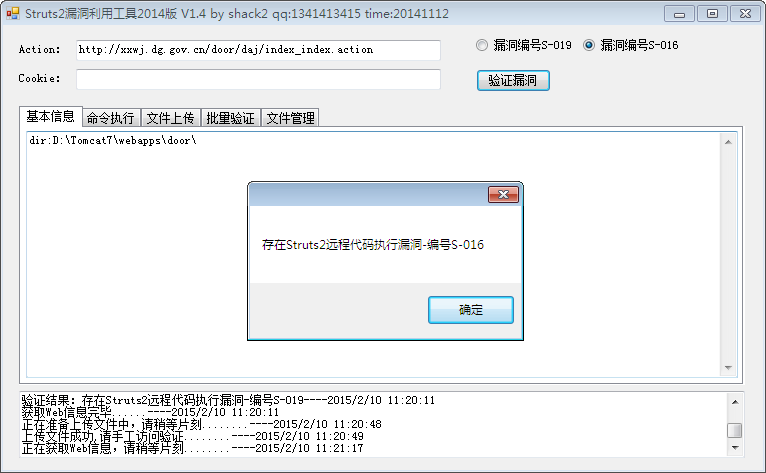 Struts2漏洞利用工具2014版 V1.4 by shack2 qq:1341413415 time:20141112
Action: http://xxwj.dg.gov.cn/door/daj/index_index.action 漏洞编号S-019 漏洞编号S-016
Cookie: 验证漏洞
基本信息 命令执行 文件上传 批量验证 文件管理
dir:D:\Tomcat7\webapps\door\
存在Struts2远程代码执行漏洞-编号S-016
确定
验证结果: 存在Struts2远程代码执行漏洞-编号S-019----2015/2/10 11:20:11
获取Web信息完毕......----2015/2/10 11:20:11
正在准备上传文件中,请稍等片刻........----2015/2/10 11:20:48
上传文件成功,请手工访问验证........----2015/2/10 11:20:49
正在获取Web信息,请稍等片刻........----2015/2/10 11:21:17